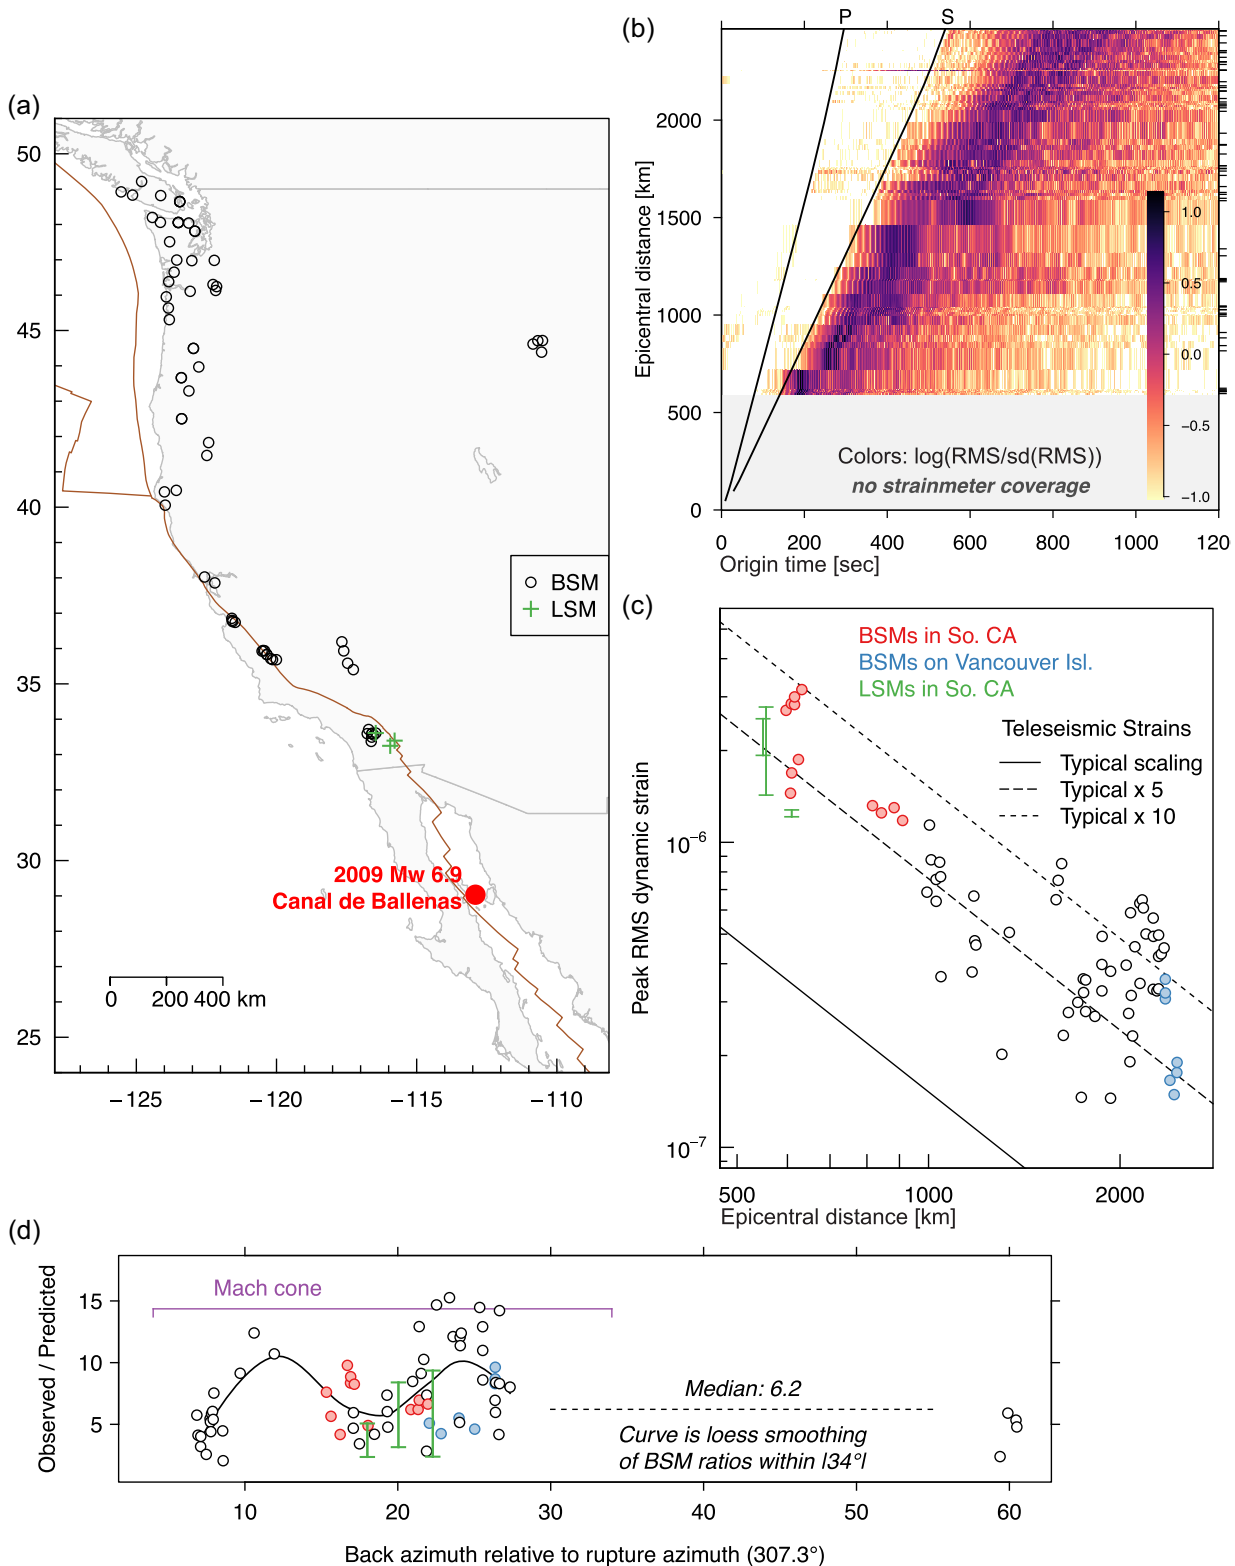 (a)
50
45
40
35
30
25
BSM
LSM
2009 Mw 6.9
Canal de Ballenas
0 200 400 km
−125 −120 −115 −110
(b)
P S
Epicentral distance [km]
2000
1500
1000
500
0
1.0
0.5
0.0
−0.5
−1.0
Colors: log(RMS/sd(RMS))
no strainmeter coverage
0 200 400 600 800 1000 120
Origin time [sec]
(c)
Peak RMS dynamic strain
BSMs in So. CA
BSMs on Vancouver Isl.
LSMs in So. CA
Teleseismic Strains
Typical scaling
Typical x 5
Typical x 10
10−6
10−7
500 1000 2000
Epicentral distance [km]
(d)
Observed / Predicted
15
10
5
Mach cone
Median: 6.2
Curve is loess smoothing
of BSM ratios within |34°|
10 20 30 40 50 60
Back azimuth relative to rupture azimuth (307.3°)